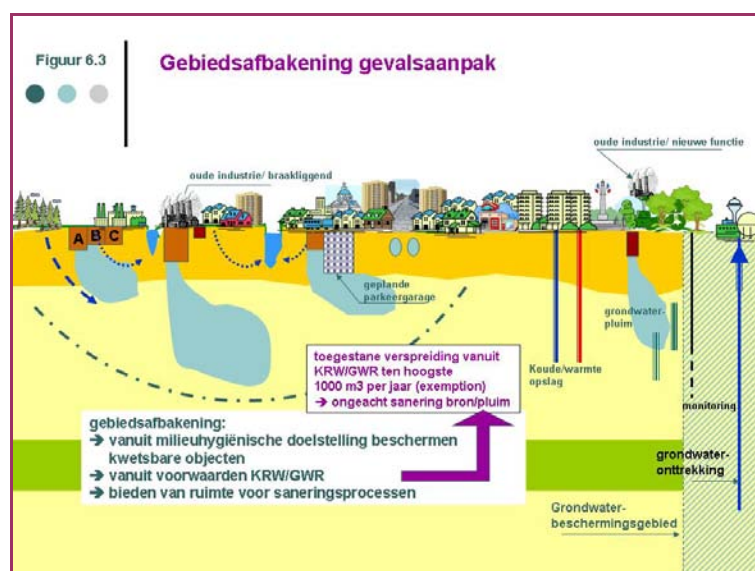 Figuur 6.3
Gebiedsafbakening gevalsaanpak
oude industrie/ nieuwe functie
oude industrie/ braakliggend
A B C
geplande
parkeergarage
grondwater-
pluim
toegestane verspreiding vanuit
KRW/GWR ten hoogste
1000 m3 per jaar (exemption)
→ ongeacht sanering bron/pluim
Koude/warmte
opslag
monitoring
gebiedsafbakening:
→ vanuit milieuhygiënische doelstelling beschermen
kwetsbare objecten
→ vanuit voorwaarden KRW/GWR
→ bieden van ruimte voor saneringsprocessen
grondwater-
onttrekking
Grondwater-
beschermingsgebied